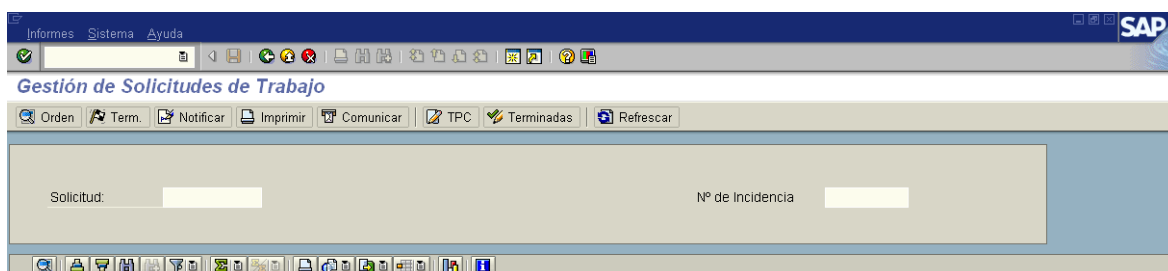 Informes Sistema Ayuda
SAP
Gestión de Solicitudes de Trabajo
Orden Term. Notificar Imprimir Comunicar TPC Terminadas Refrescar
Solicitud: Nº de Incidencia